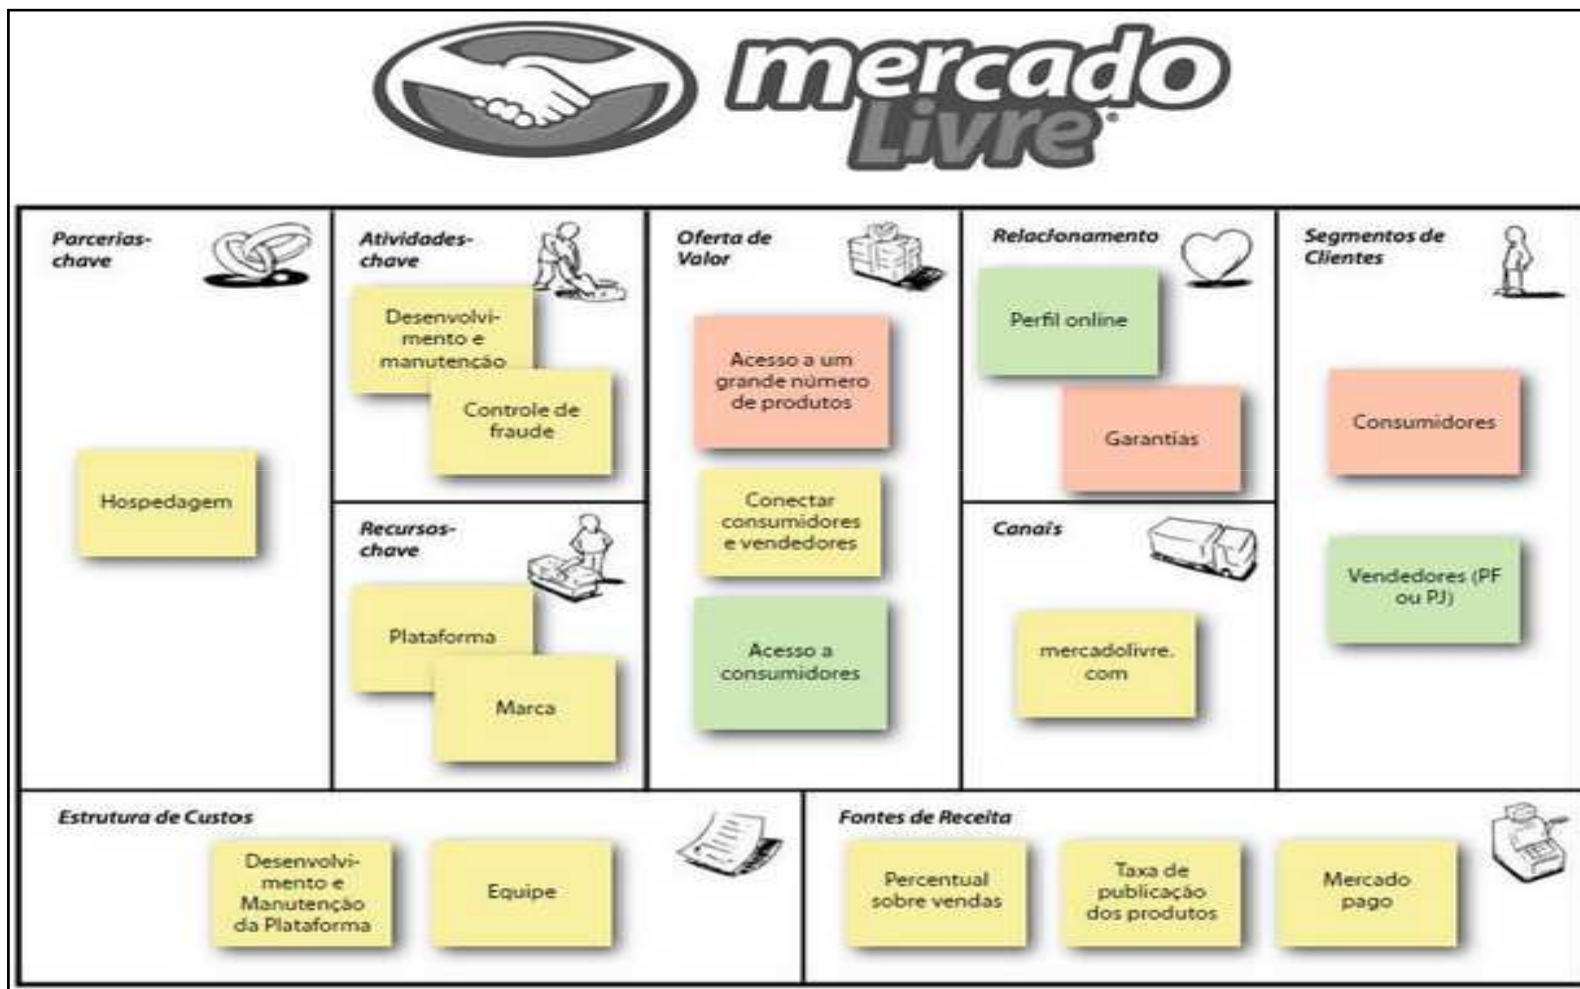 mercado
Livre
Parcerias-
chave
Hospedagem
Atividades-
chave
Desenvolvi-
mento e
manutenção
Controle de
fraude
Recursos-
chave
Plataforma
Marca
Oferta de
Valor
Acesso a um
grande número
de produtos
Conectar
consumidores
e vendedores
Acesso a
consumidores
Relacionamento
Perfil online
Garantias
Canais
mercadolivre.
com
Segmentos de
Clientes
Consumidores
Vendedores (PF
ou PJ)
Estrutura de Custos
Desenvolvi-
mento e
Manutenção
da Plataforma
Equipe
Fontes de Receita
Percentual
sobre vendas
Taxa de
publicação
dos produtos
Mercado
pago